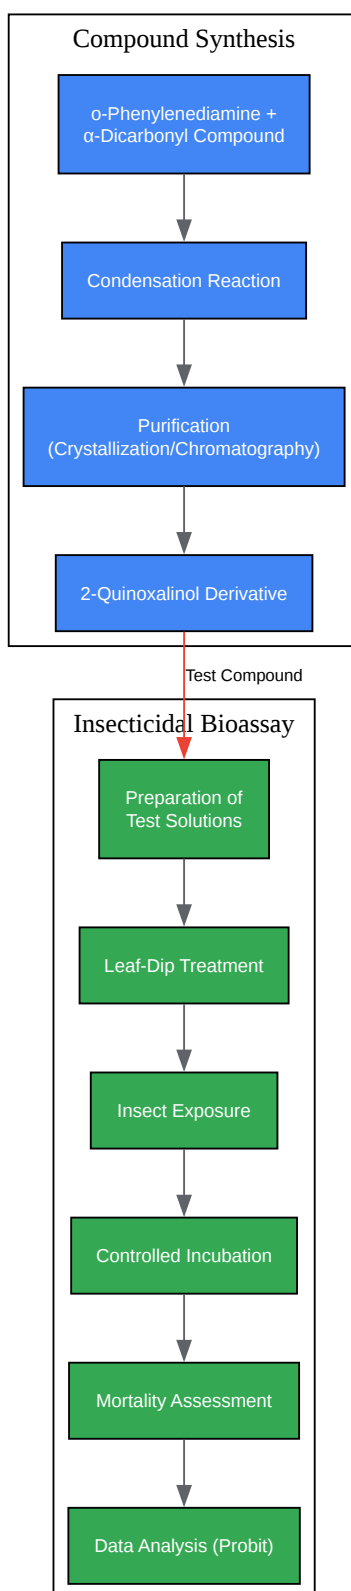 Compound Synthesis
o-Phenylenediamine +
α-Dicarbonyl Compound
Condensation Reaction
Purification
(Crystallization/Chromatography)
2-Quinoxalinol Derivative
Test Compound
Insecticidal Bioassay
Preparation of
Test Solutions
Leaf-Dip Treatment
Insect Exposure
Controlled Incubation
Mortality Assessment
Data Analysis (Probit)